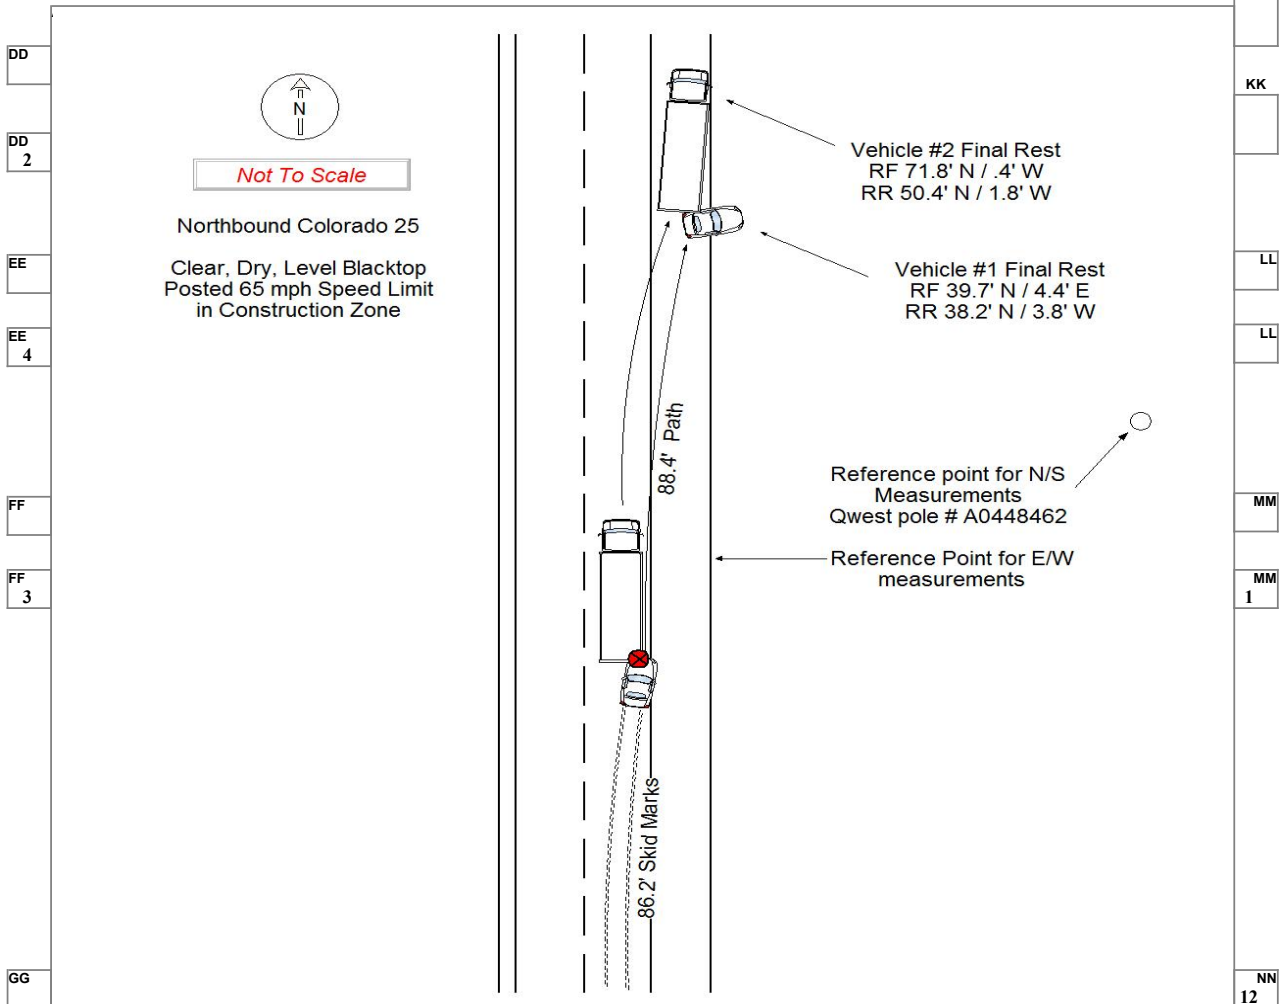 DD
DD
2
EE
EE
4
FF
FF
3
GG
N
Not To Scale
Northbound Colorado 25
Clear, Dry, Level Blacktop
Posted 65 mph Speed Limit
in Construction Zone
Vehicle #2 Final Rest
RF 71.8' N / .4' W
RR 50.4' N / 1.8' W
Vehicle #1 Final Rest
RF 39.7' N / 4.4' E
RR 38.2' N / 3.8' W
88.4' Path
Reference point for N/S
Measurements
Qwest pole # A0448462
Reference Point for E/W
measurements
86.2' Skid Marks
KK
LL
LL
MM
MM
1
NN
12